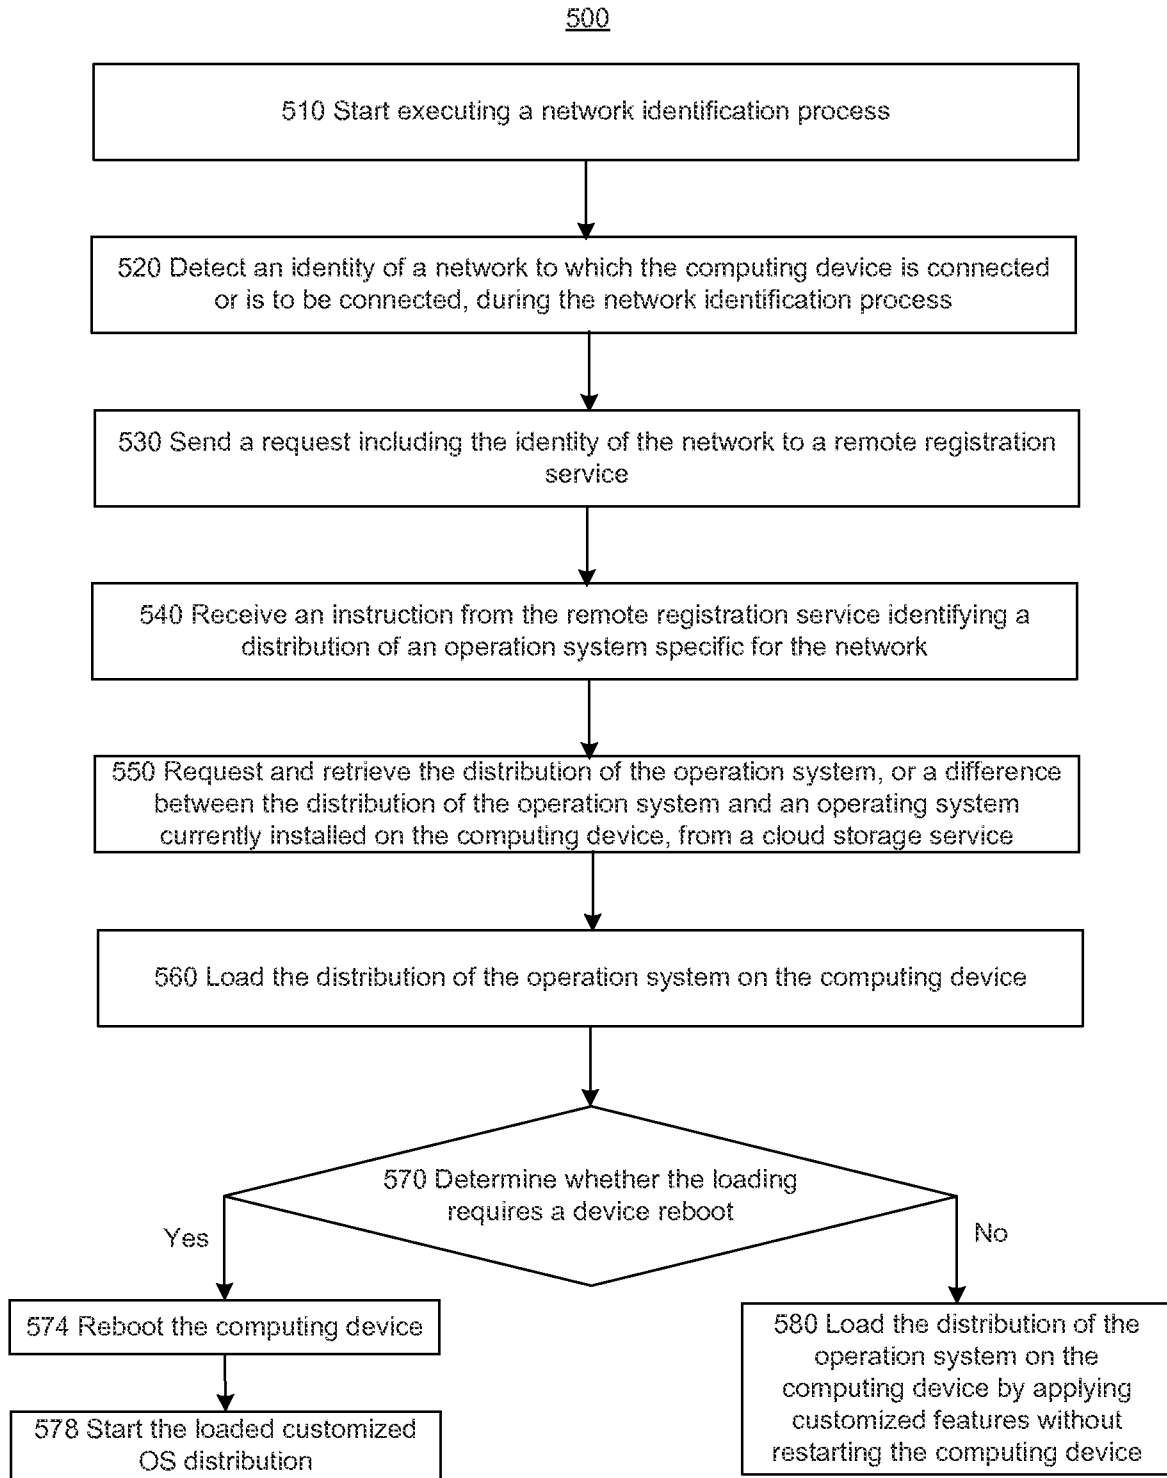 500
510 Start executing a network identification process
520 Detect an identity of a network to which the computing device is connected
or is to be connected, during the network identification process
530 Send a request including the identity of the network to a remote registration
service
540 Receive an instruction from the remote registration service identifying a
distribution of an operation system specific for the network
550 Request and retrieve the distribution of the operation system, or a difference
between the distribution of the operation system and an operating system
currently installed on the computing device, from a cloud storage service
560 Load the distribution of the operation system on the computing device
570 Determine whether the loading
requires a device reboot
Yes
No
574 Reboot the computing device
578 Start the loaded customized
OS distribution
580 Load the distribution of the
operation system on the
computing device by applying
customized features without
restarting the computing device